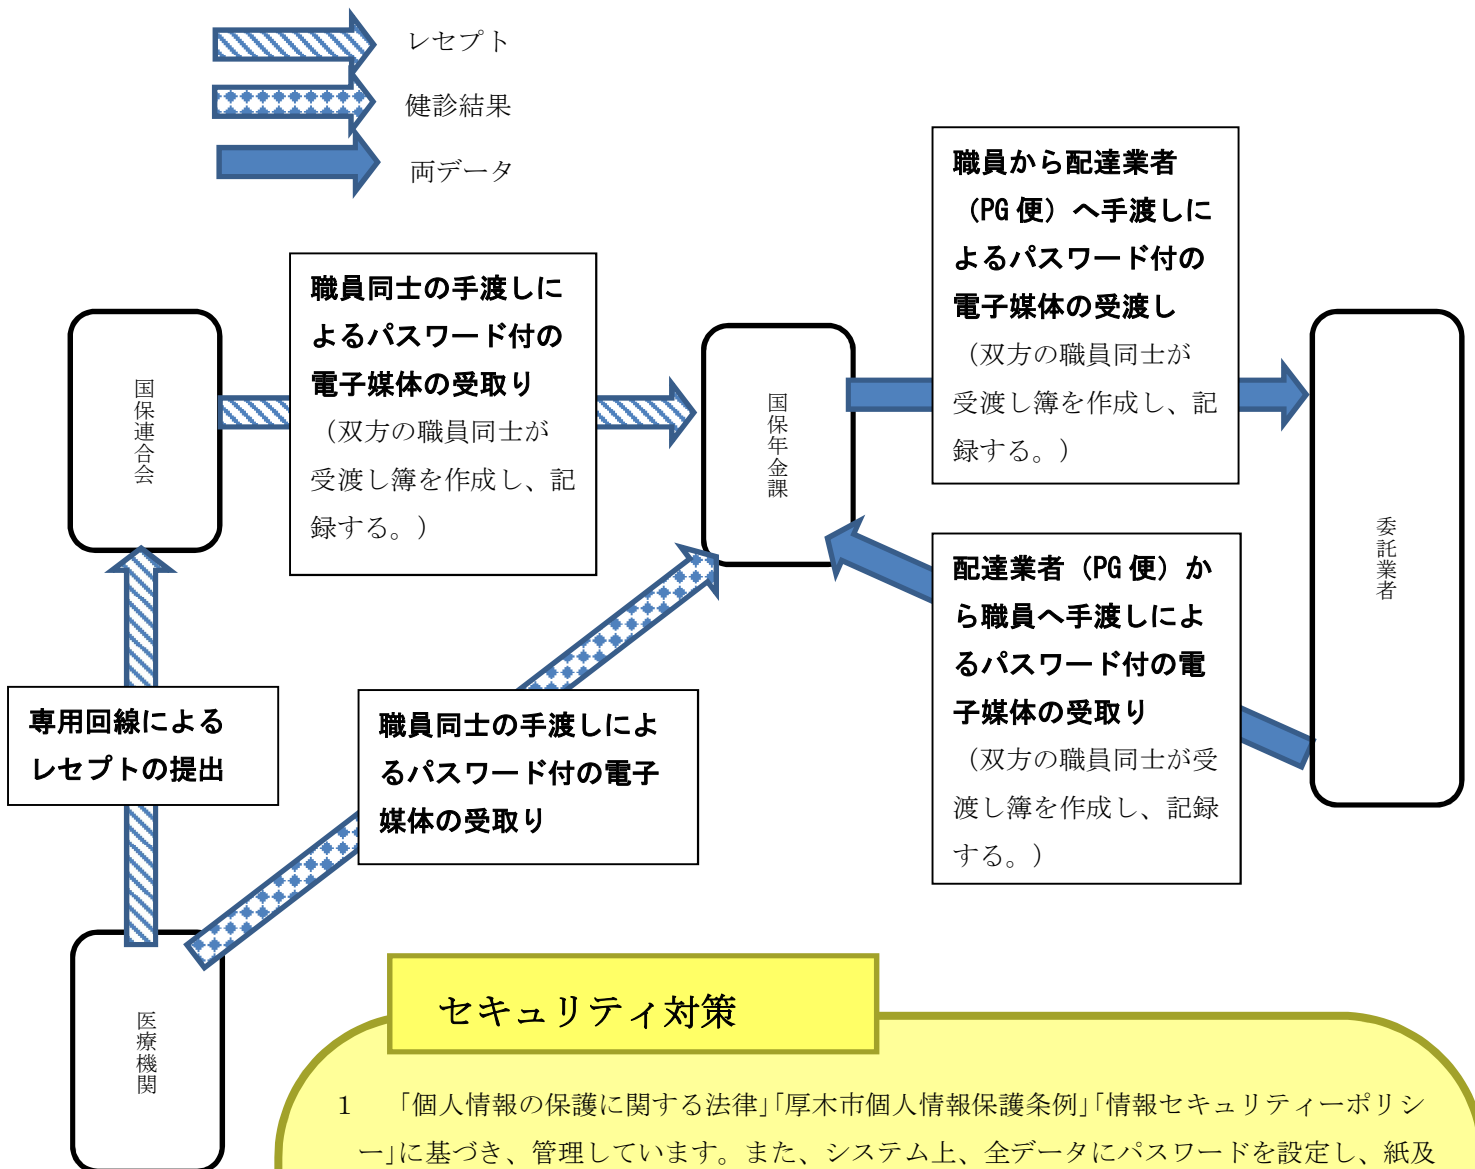 レセプト
健診結果
両データ
職員から配達業者
（PG 便）へ手渡しに
よるパスワード付の
電子媒体の受渡し
（双方の職員同士が
受渡し簿を作成し、記
録する。）
職員同士の手渡しに
よるパスワード付の
電子媒体の受取り
（双方の職員同士が
受渡し簿を作成し、記
録する。）
国保連合会
国保年金課
委託業者
配達業者（PG 便）か
ら職員へ手渡しによ
るパスワード付の電
子媒体の受取り
（双方の職員同士が受
渡し簿を作成し、記録
する。）
専用回線による
レセプトの提出
職員同士の手渡しによ
るパスワード付の電子
媒体の受取り
医療機関
セキュリティ対策
1　「個人情報の保護に関する法律」「厚木市個人情報保護条例」「情報セキュリティーポリシ
ー」に基づき、管理しています。また、システム上、全データにパスワードを設定し、紙及